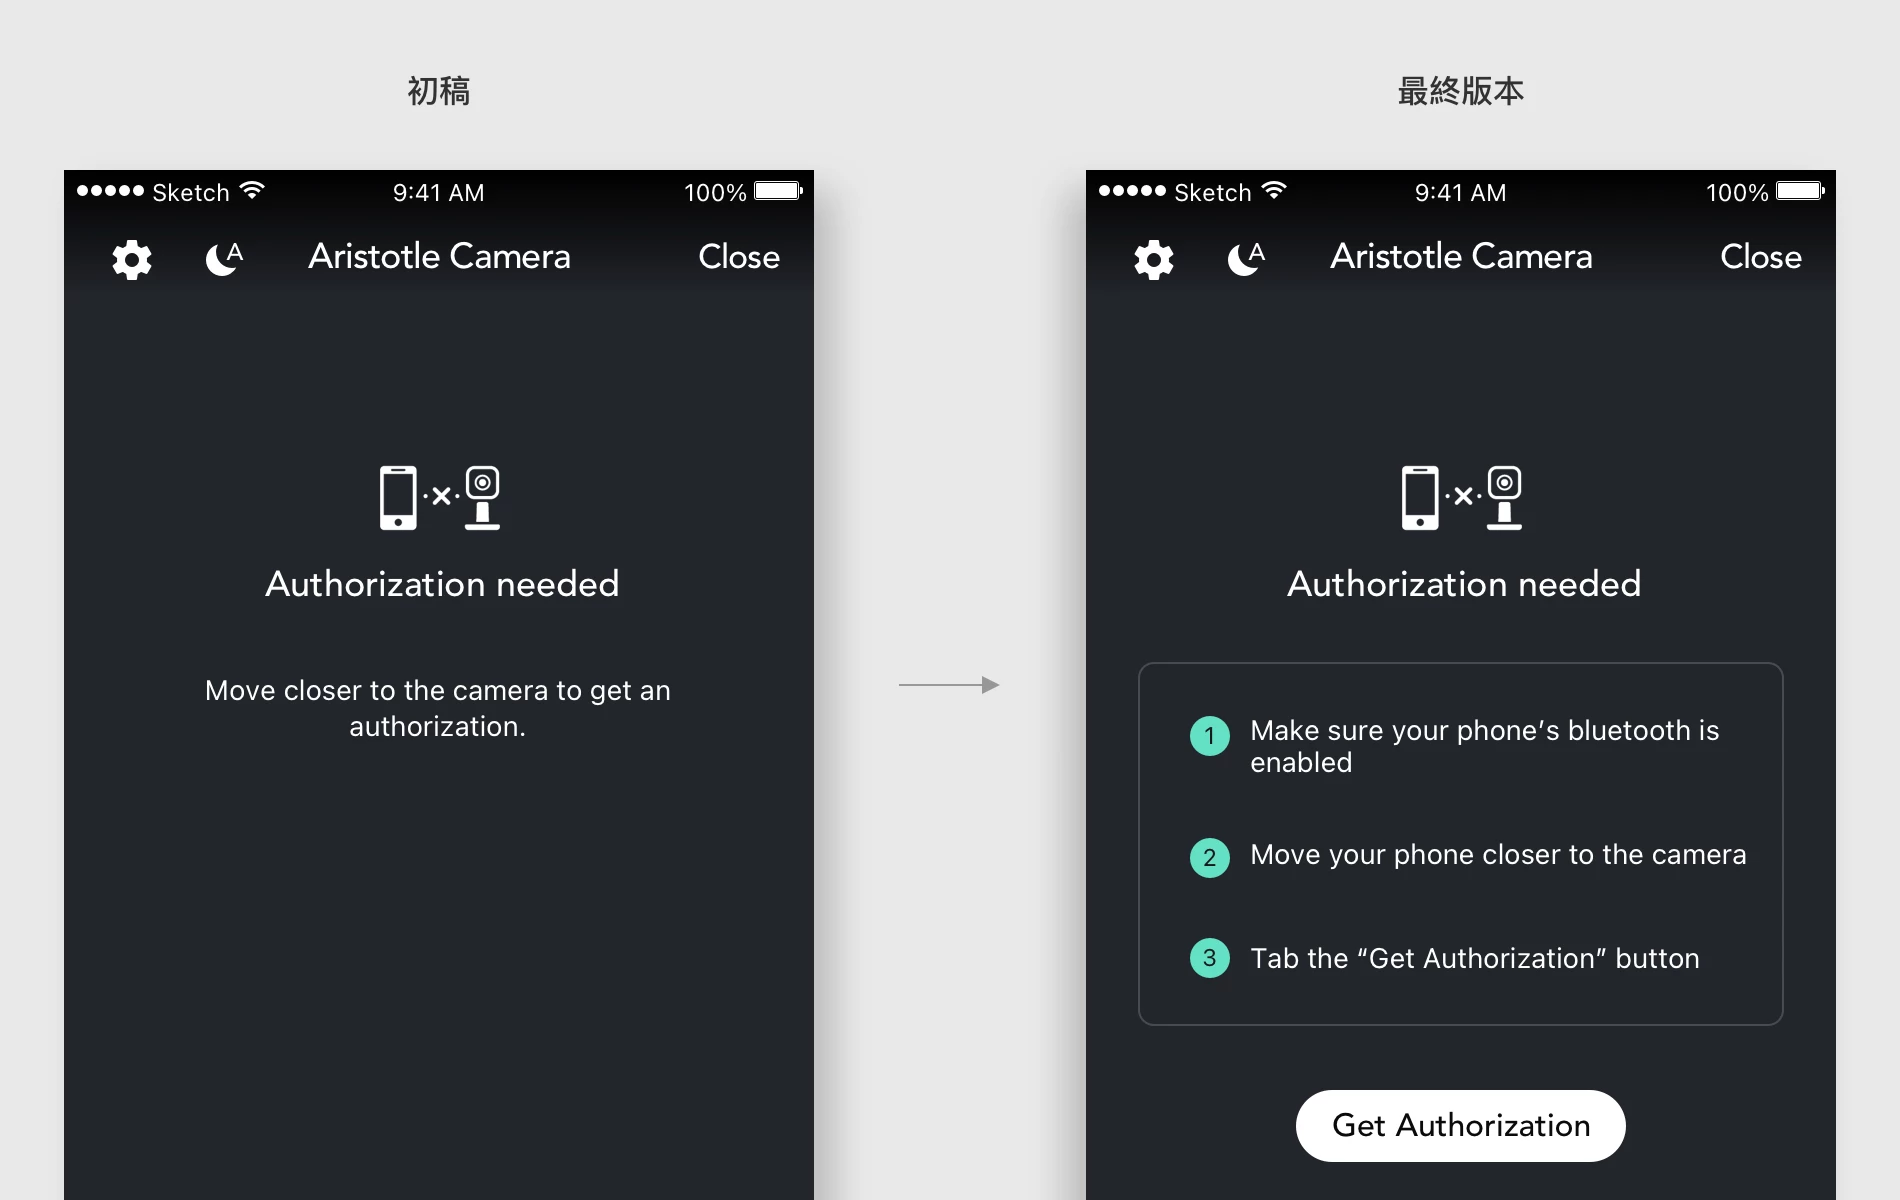 初稿
最終版本
Sketch 9:41 AM 100%
A Aristotle Camera Close
Authorization needed
Move closer to the camera to get an
authorization.
Sketch 9:41 AM 100%
A Aristotle Camera Close
Authorization needed
1 Make sure your phone’s bluetooth is
enabled
2 Move your phone closer to the camera
3 Tab the “Get Authorization” button
Get Authorization